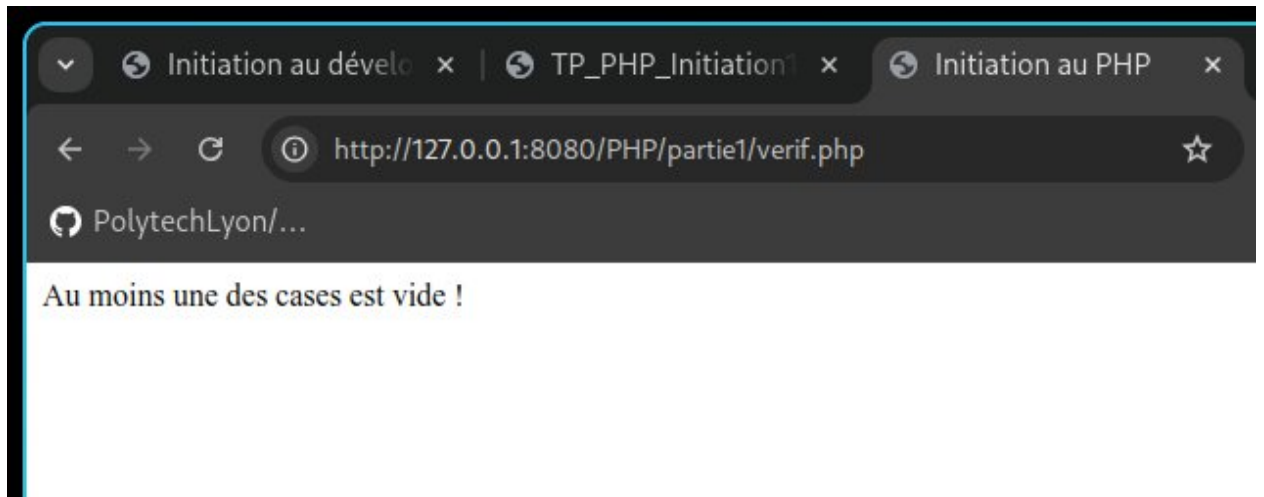 Initiation au dévelo
TP_PHP_Initiation1
Initiation au PHP
http://127.0.0.1:8080/PHP/partie1/verif.php
PolytechLyon/...
Au moins une des cases est vide !